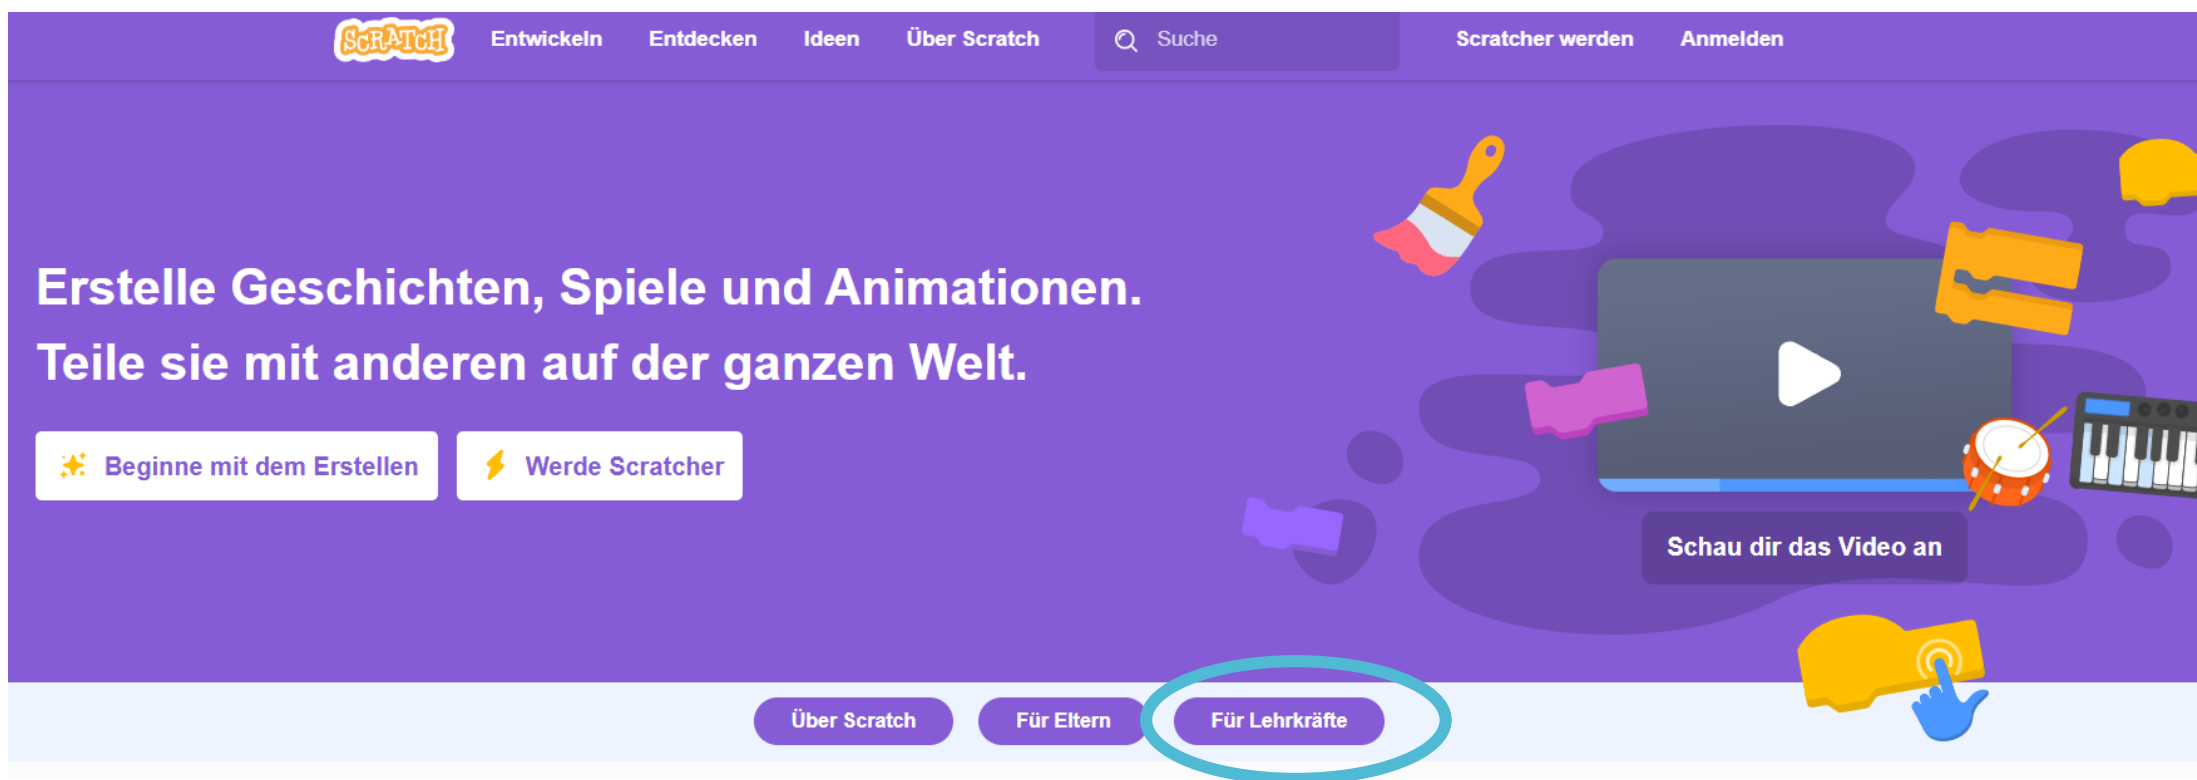 SCRATCH Entwickeln Entdecken Ideen Über Scratch Suche Scratcher werden Anmelden
Erstelle Geschichten, Spiele und Animationen.
Teile sie mit anderen auf der ganzen Welt.
Beginne mit dem Erstellen Werde Scratcher
Schau dir das Video an
Über Scratch Für Eltern Für Lehrkräfte